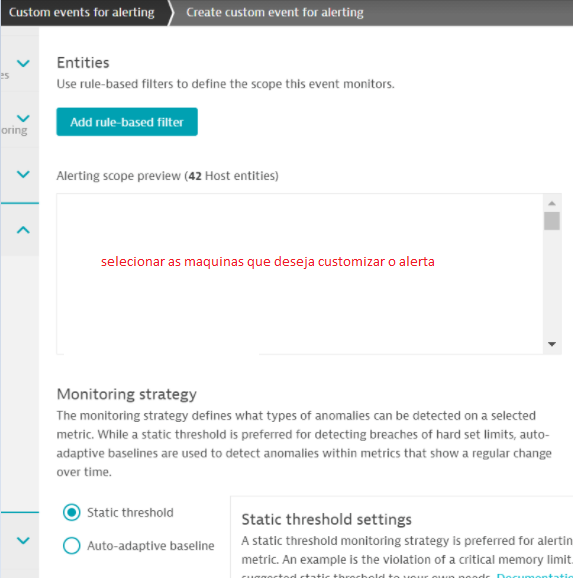 Custom events for alerting
Create custom event for alerting
es
oring
Entities
Use rule-based filters to define the scope this event monitors.
Add rule-based filter
Alerting scope preview (42 Host entities)
selecionar as maquinas que deseja customizar o alerta
Monitoring strategy
The monitoring strategy defines what types of anomalies can be detected on a selected
metric. While a static threshold is preferred for detecting breaches of hard set limits, auto-
adaptive baselines are used to detect anomalies within metrics that show a regular change
over time.
Static threshold
Auto-adaptive baseline
Static threshold settings
A static threshold monitoring strategy is preferred for alertin
metric. An example is the violation of a critical memory limit.
suggested static threshold to your own needs. Documentatio